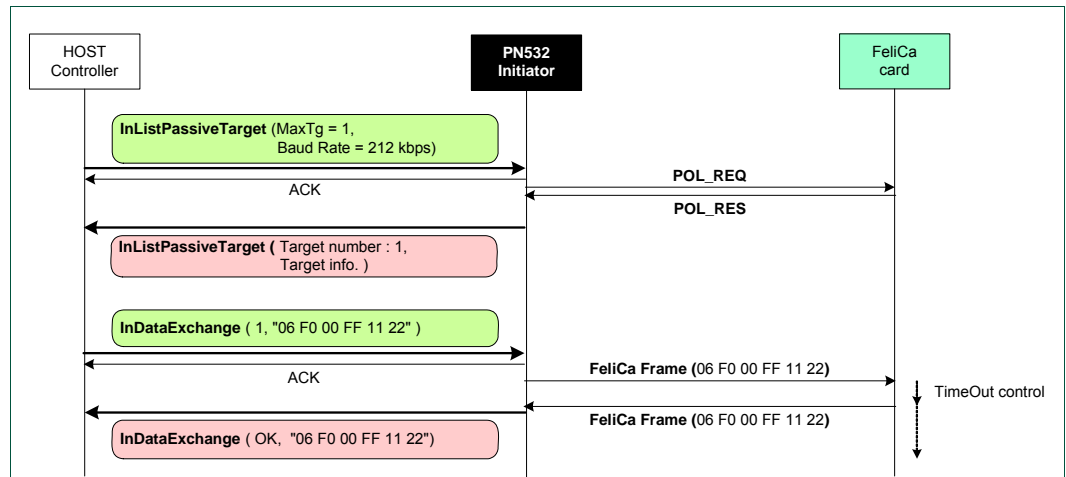 HOST
Controller
PN532
Initiator
FeliCa
card
InListPassiveTarget (MaxTg = 1,
Baud Rate = 212 kbps)
ACK
POL_REQ
POL_RES
InListPassiveTarget ( Target number : 1,
Target info. )
InDataExchange ( 1, "06 F0 00 FF 11 22" )
ACK
FeliCa Frame (06 F0 00 FF 11 22)
TimeOut control
FeliCa Frame (06 F0 00 FF 11 22)
InDataExchange ( OK, "06 F0 00 FF 11 22")